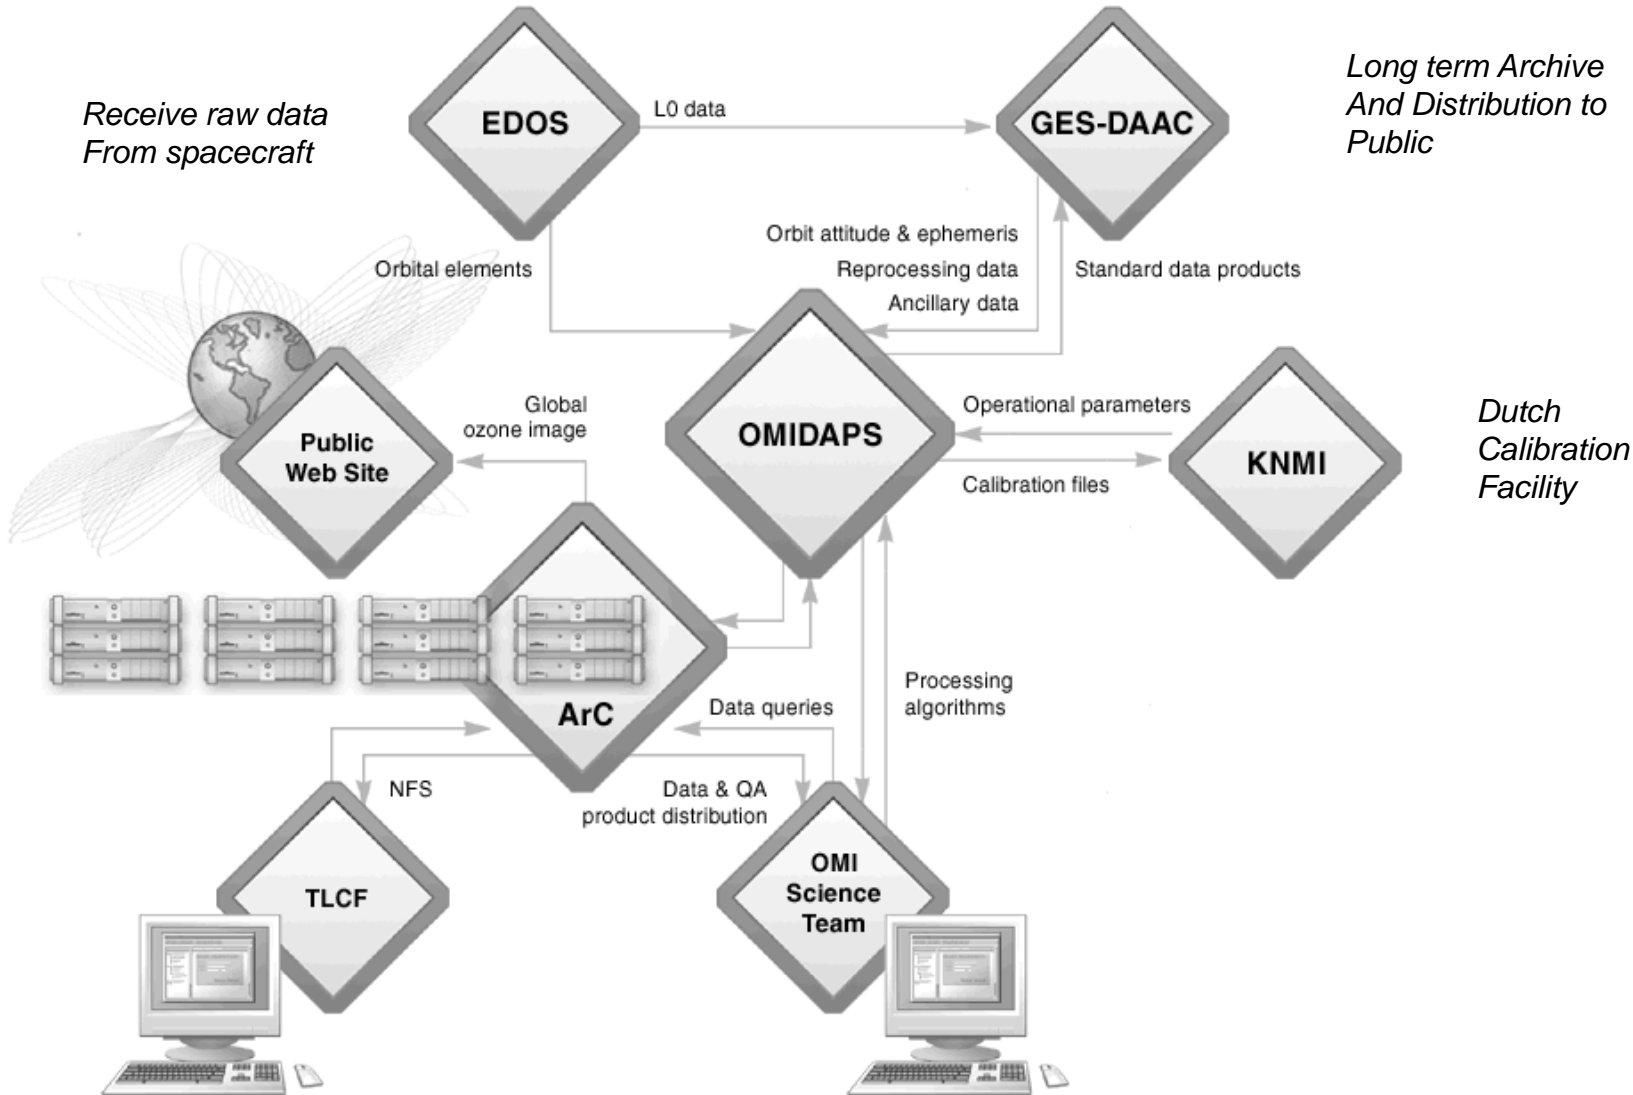 Receive raw data
From spacecraft
EDOS
L0 data
GES-DAAC
Long term Archive
And Distribution to
Public
Orbital elements
Orbit attitude & ephemeris
Reprocessing data
Ancillary data
Standard data products
Public
Web Site
Global
ozone image
OMIDAPS
Operational parameters
Calibration files
KNMI
Dutch
Calibration
Facility
ArC
Data queries
Processing
algorithms
NFS
Data & QA
product distribution
TLCF
OMI
Science
Team